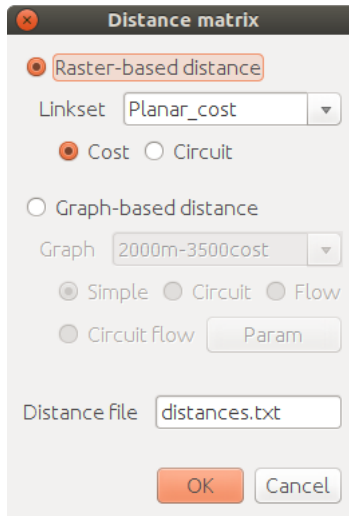 Distance matrix
Raster-based distance
Linkset Planar_cost
Cost Circuit
Graph-based distance
Graph 2000m-3500cost
Simple Circuit Flow
Circuit flow Param
Distance file distances.txt
OK Cancel